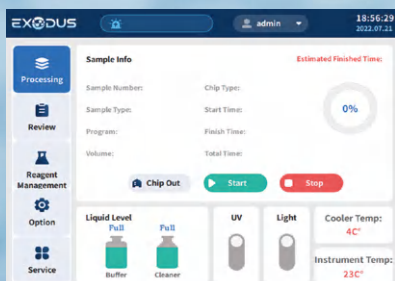 EXODUS
admin
18:56:29
2022.07.21
Processing
Review
Reagent
Management
Option
Service
Sample Info
Estimated Finished Time:
Sample Number:
Chip Type:
Sample Type:
Start Time:
Program:
Finish Time:
Volume:
Total Time:
0%
Chip Out
Start
Stop
Liquid Level
Full
Full
Buffer
Cleaner
UV
Light
Cooler Temp:
4C°
Instrument Temp:
23C°